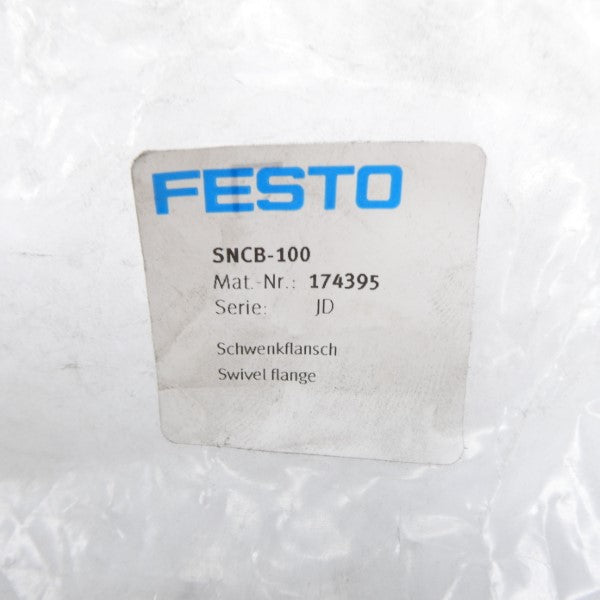 FESTO
SNCB-100
Mat.-Nr.: 174395
Serie: JD
Schwenkflansch
Swivel flange